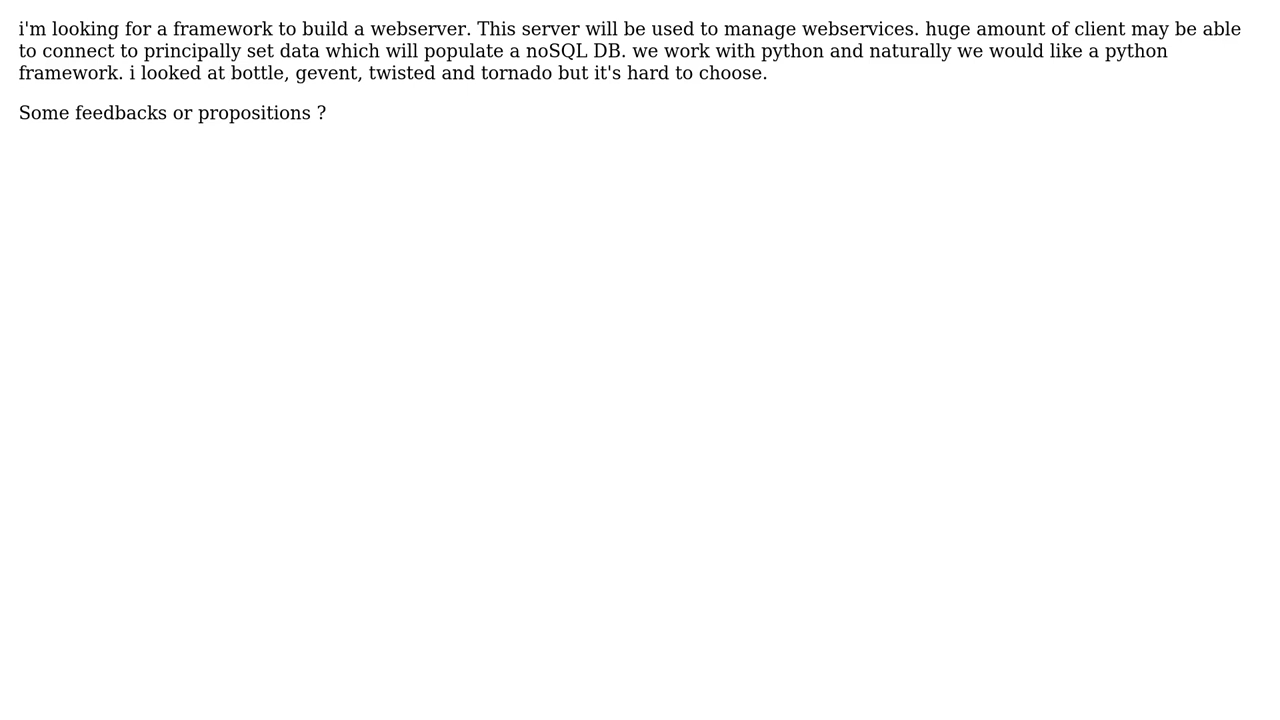 i'm looking for a framework to build a webserver. This server will be used to manage webservices. huge amount of client may be able
to connect to principally set data which will populate a noSQL DB. we work with python and naturally we would like a python
framework. i looked at bottle, gevent, twisted and tornado but it's hard to choose.
Some feedbacks or propositions ?